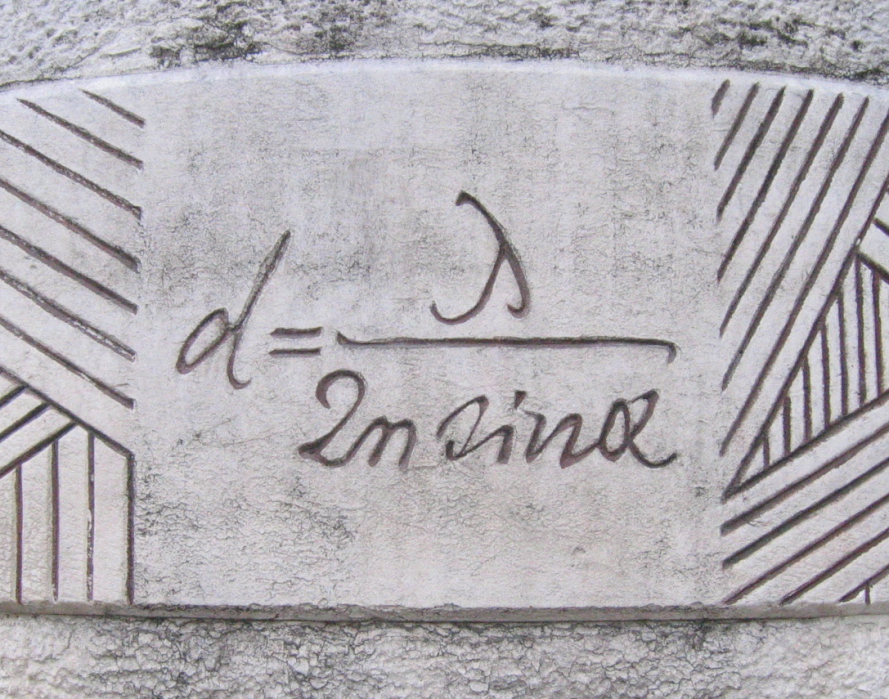 d = λ / 2n sin α